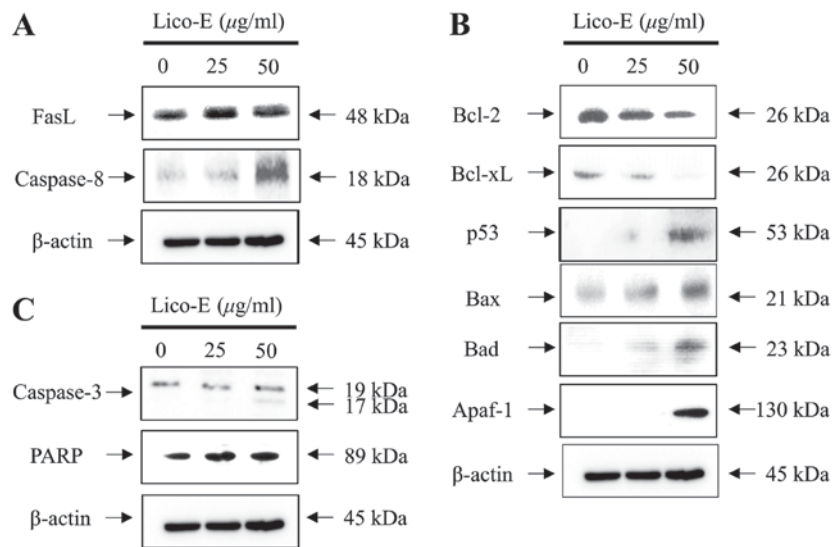 A
Lico-E (µg/ml)
0 25 50
FasL 48 kDa
Caspase-8 18 kDa
β-actin 45 kDa
C
Lico-E (µg/ml)
0 25 50
Caspase-3 19 kDa
17 kDa
PARP 89 kDa
β-actin 45 kDa
B
Lico-E (µg/ml)
0 25 50
Bcl-2 26 kDa
Bcl-xL 26 kDa
p53 53 kDa
Bax 21 kDa
Bad 23 kDa
Apaf-1 130 kDa
β-actin 45 kDa